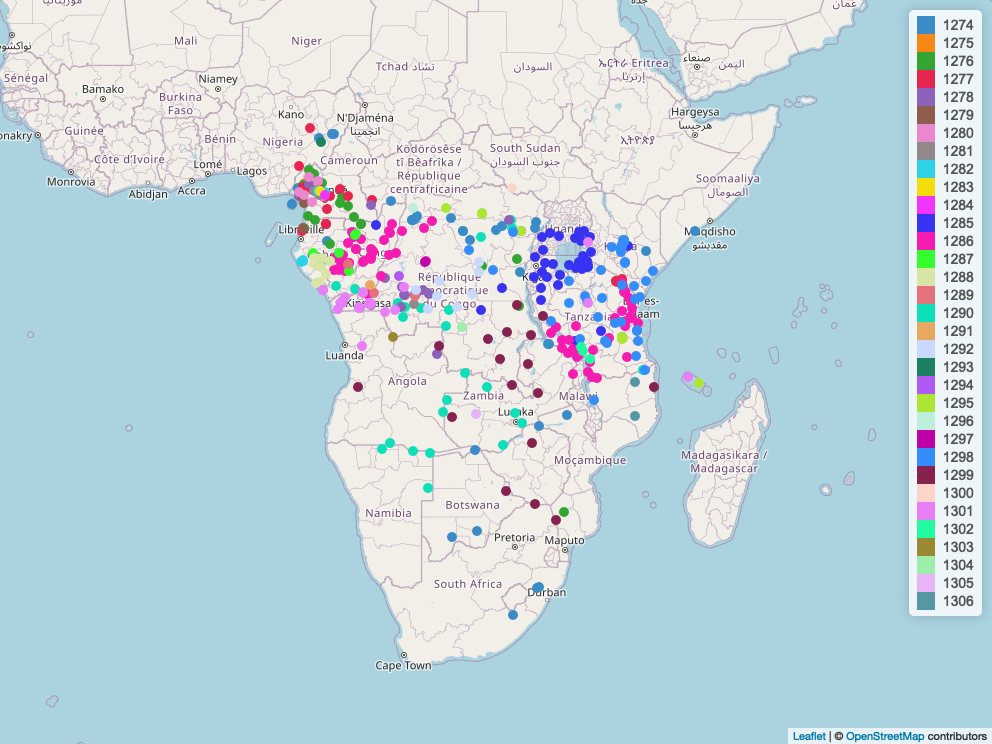 Mali
Niger
Tchad تشاد
السودان
ኤርትራ Eritrea
إرتريا
صنعاء
اليمن
عمان
نواكشوط
Sénégal
Bamako
Niamey
Burkina
Faso
Kano
N'Djaména
انجمينا
Hargeysa
هرجيسا
Guinée
Bénin
Nigeria
Côte d'Ivoire
Lomé
Lagos
Monrovia
Abidjan
Accra
Cameroun
Ködörösêse
tî Bêafrîka /
République
centrafricaine
South Sudan
جنوب السودان
ኢትዮጵያ
Soomaaliya
الصومال
Muqdisho
مقديشو
Libreville
Uganda
République
démocratique
du Congo
Kinshasa
Tanzania
Luanda
Angola
Zambia
Malawi
Lusaka
Moçambique
Madagasikara /
Madagascar
Namibia
Botswana
Pretoria
Maputo
South Africa
Durban
Cape Town
1274
1275
1276
1277
1278
1279
1280
1281
1282
1283
1284
1285
1286
1287
1288
1289
1290
1291
1292
1293
1294
1295
1296
1297
1298
1299
1300
1301
1302
1303
1304
1305
1306
Leaflet | © OpenStreetMap contributors